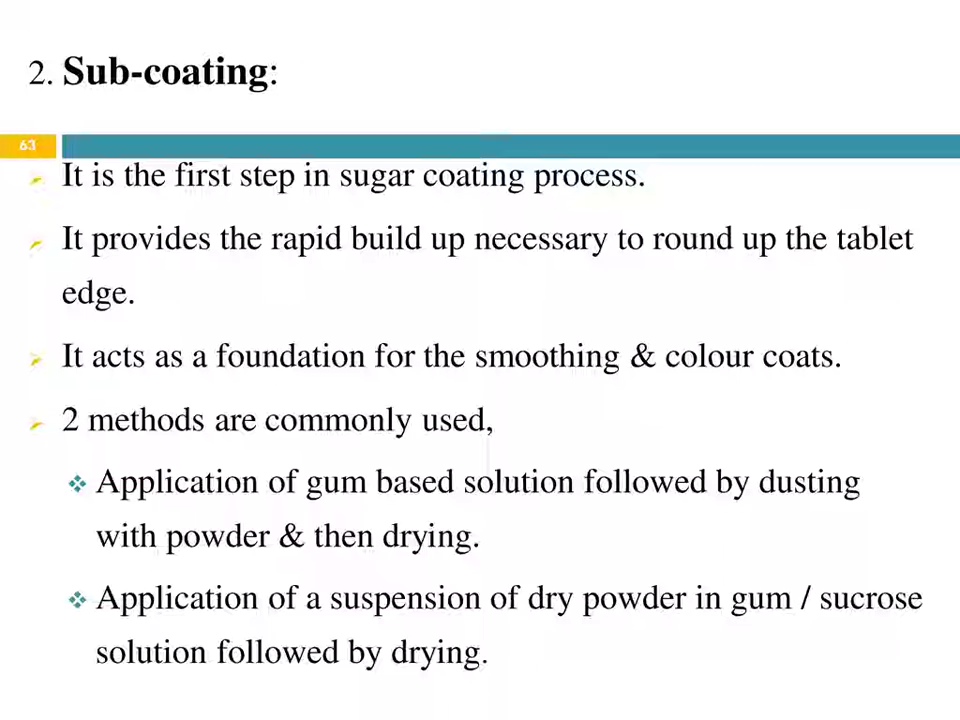 2. Sub-coating:
63
It is the first step in sugar coating process.
It provides the rapid build up necessary to round up the tablet
edge.
It acts as a foundation for the smoothing & colour coats.
2 methods are commonly used,
Application of gum based solution followed by dusting
with powder & then drying.
Application of a suspension of dry powder in gum / sucrose
solution followed by drying.